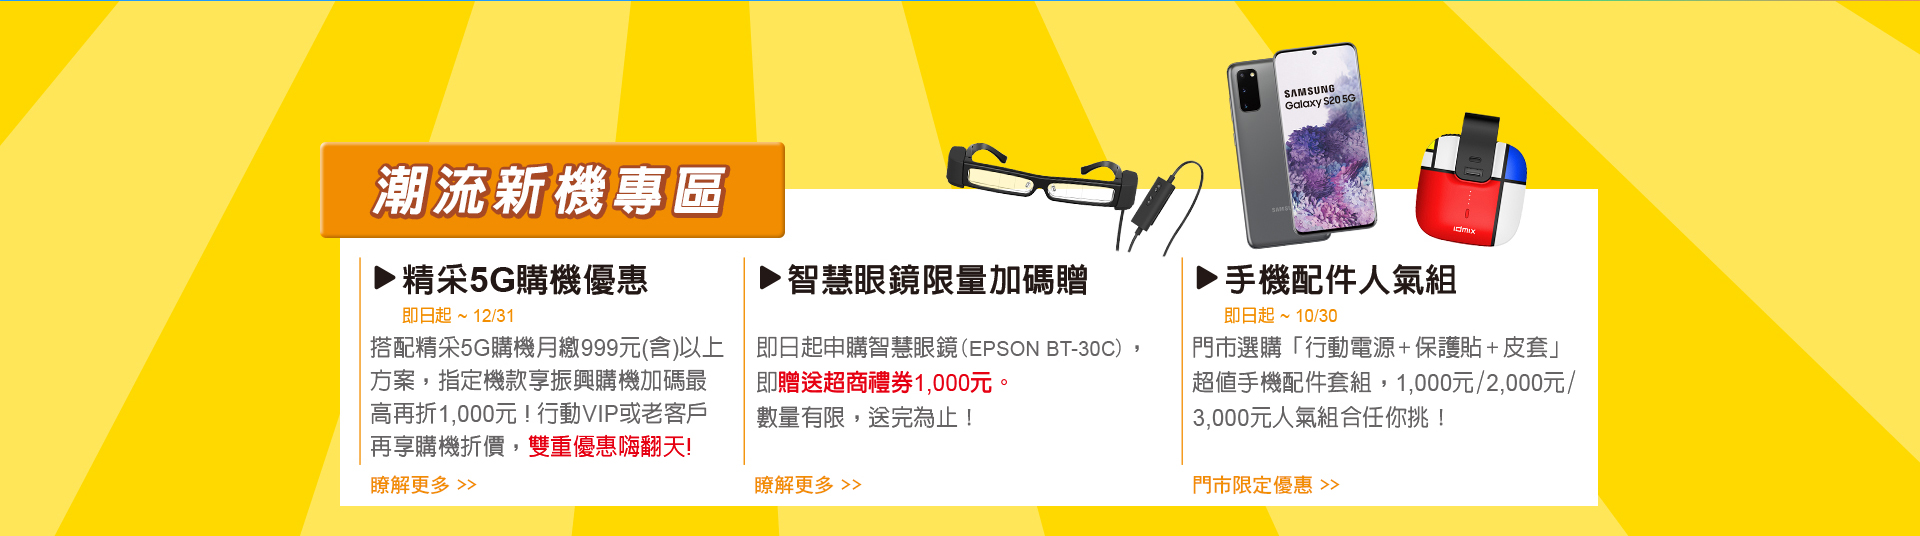 SAMSUNG
Galaxy S20 5G
SAMSU
idmix
潮流新機專區
▶精采5G購機優惠
即日起 ~ 12/31
搭配精采5G購機月繳999元(含)以上
方案，指定機款享振興購機加碼最
高再折1,000元！行動VIP或老客戶
再享購機折價，雙重優惠嗨翻天!
瞭解更多 >>
▶智慧眼鏡限量加碼贈
即日起申購智慧眼鏡（EPSON BT-30C），
即贈送超商禮券1,000元。
數量有限，送完為止！
瞭解更多 >>
▶手機配件人氣組
即日起 ~ 10/30
門市選購「行動電源+保護貼+皮套」
超值手機配件套組，1,000元/2,000元/
3,000元人氣組合任你挑！
門市限定優惠 >>